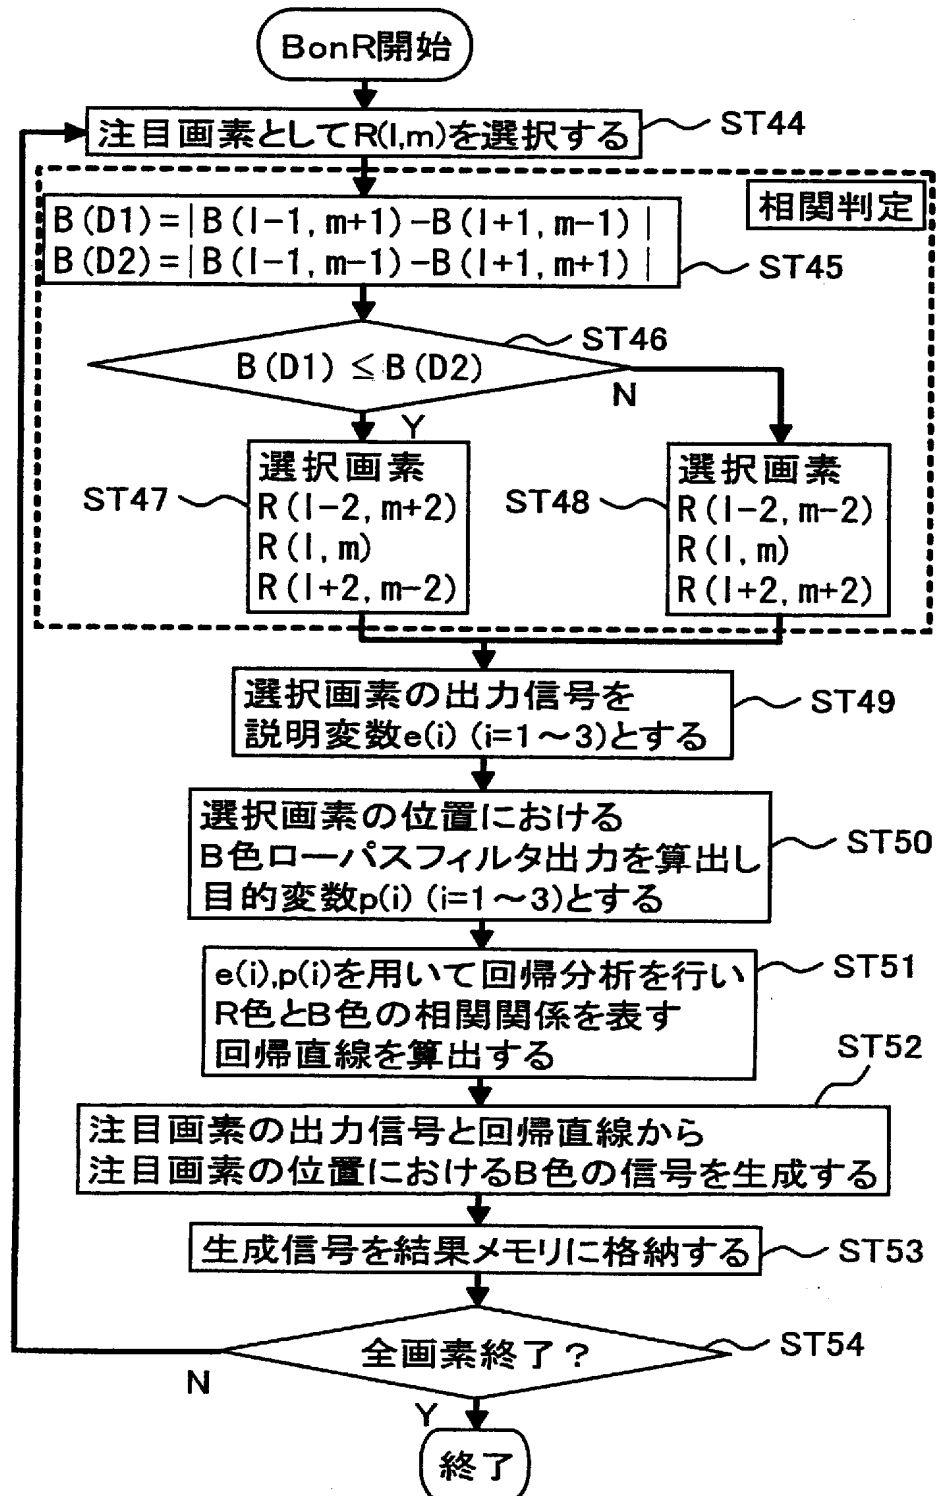 BonR開始
注目画素としてR(l,m)を選択する
ST44
相関判定
B(D1)=|B(l-1,m+1)-B(l+1,m-1)|
B(D2)=|B(l-1,m-1)-B(l+1,m+1)|
ST45
ST46
B(D1)≦B(D2)
N
Y
選択画素
R(l-2,m+2)
R(l,m)
R(l+2,m-2)
ST47
選択画素
R(l-2,m-2)
R(l,m)
R(l+2,m+2)
ST48
選択画素の出力信号を
説明変数e(i)(i=1～3)とする
ST49
選択画素の位置における
B色ローパスフィルタ出力を算出し
目的変数p(i)(i=1～3)とする
ST50
e(i),p(i)を用いて回帰分析を行い
R色とB色の相関関係を表す
回帰直線を算出する
ST51
ST52
注目画素の出力信号と回帰直線から
注目画素の位置におけるB色の信号を生成する
生成信号を結果メモリに格納する
ST53
全画素終了？
ST54
N
Y
終了